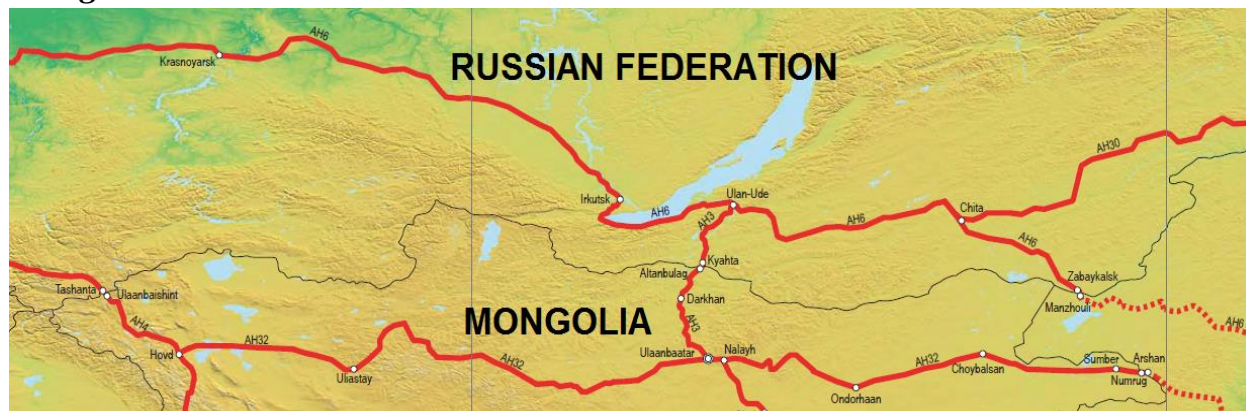 AH6
Krasnoyarsk
RUSSIAN FEDERATION
AH30
Irkutsk
Ulan-Ude
AH6
AH3
AH6
Chita
AH6
Kyahta
Altanbulag
Zabaykalsk
Manzhouli
Tashanta
Ulaanbaishint
Darkhan
AH4
MONGOLIA
AH3
AH6
Hovd
AH32
Ulaanbaatar
Nalayh
AH32
Uliastay
AH32
Choybalsan
Sumber
Arshan
Numrug
Ondorhaan